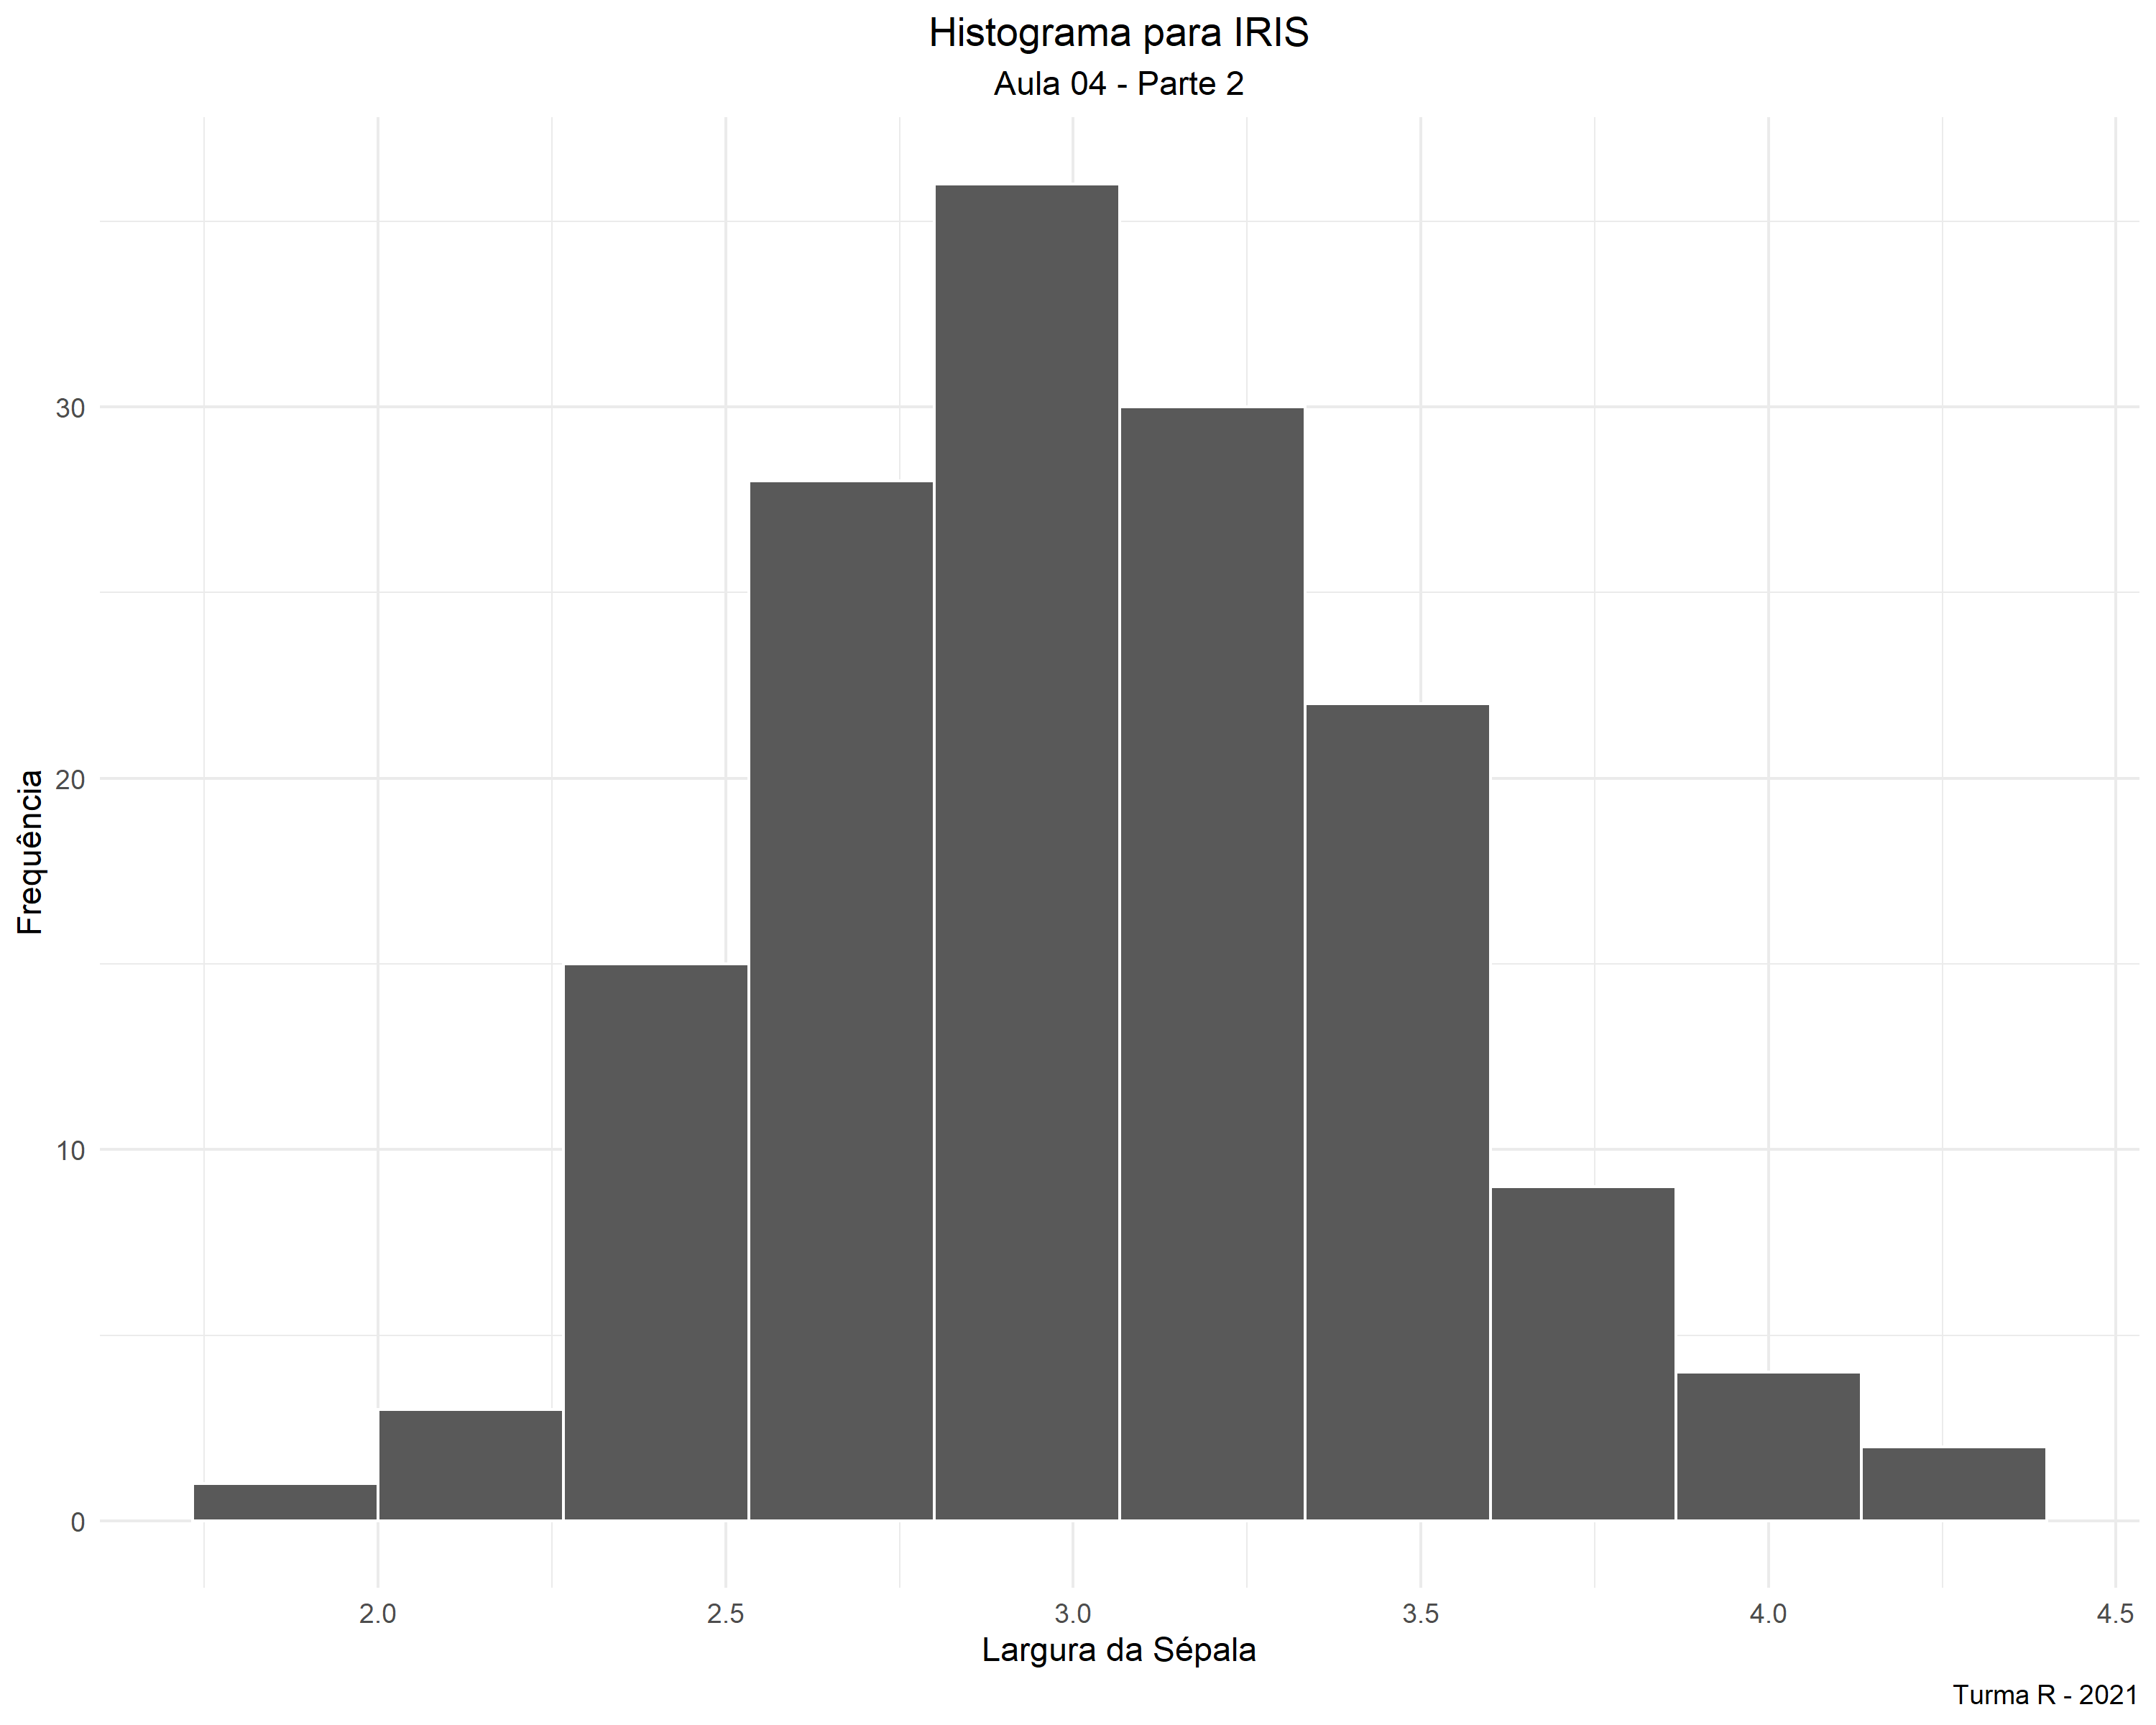 Histograma para IRIS
Aula 04 - Parte 2
Frequência
30
20
10
0
2.0 2.5 3.0 3.5 4.0 4.5
Largura da Sépala
Turma R - 2021